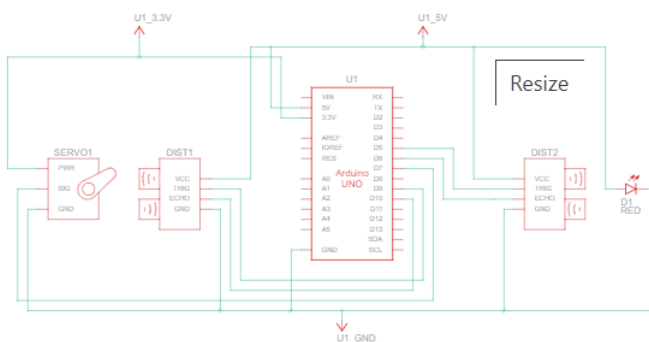 U1_3.3V
U1_5V
Resize
U1
VIN
5V
3.3V
AREF
IOREF
RES
A0
A1
A2
A3
A4
A5
GND
Arduino
UNO
RX
TX
D2
D3
D4
D5
D6
D7
D8
D9
D10
D11
D12
D13
SDA
SCL
SERVO1
PWR
SIG
GND
DIST1
VCC
TRIG
ECHO
GND
DIST2
VCC
TRIG
ECHO
GND
D1
RED
U1_GND